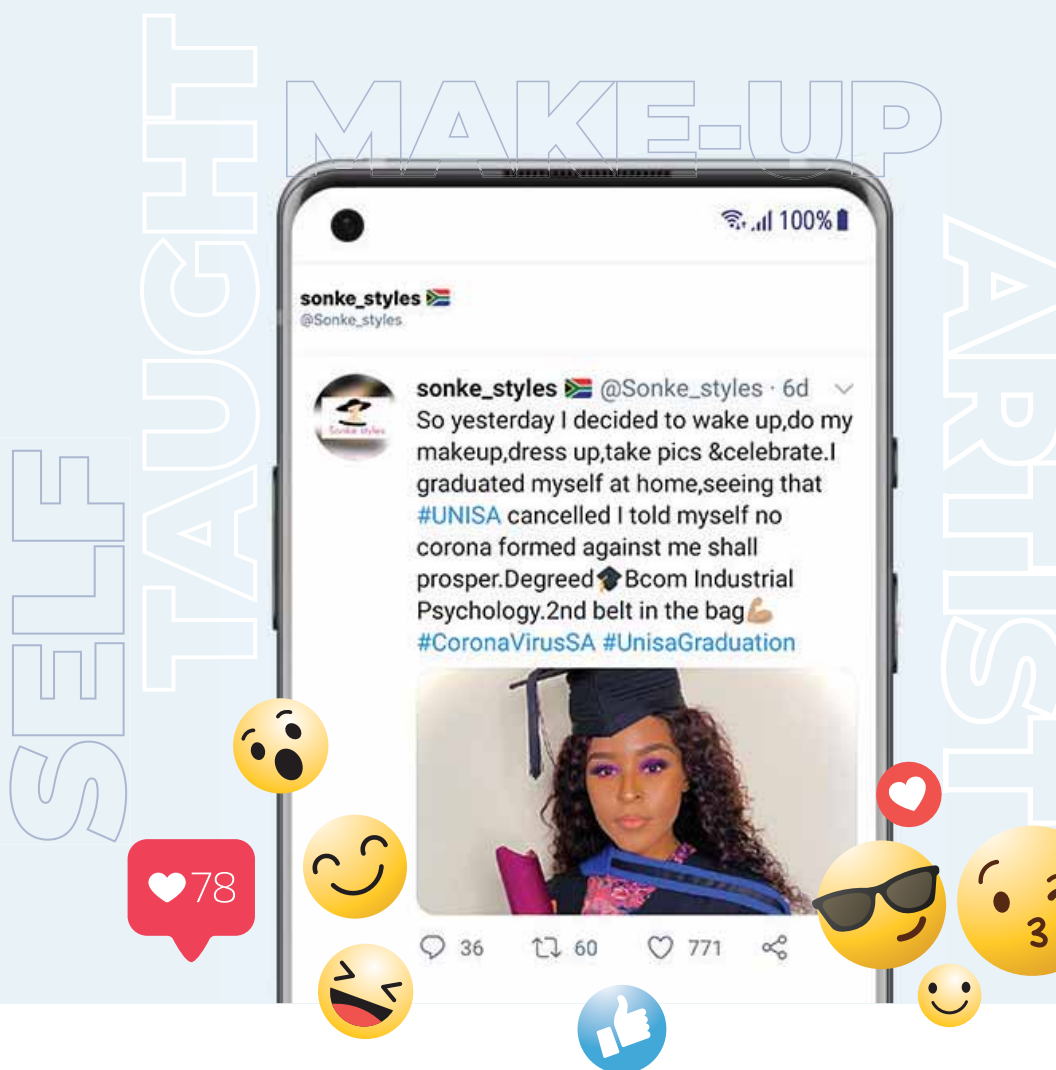 SELF
TAUGHT
MAKE-UP
ARTIST
100%
sonke_styles 🇿🇦
@Sonke_styles
Sonke styles
sonke_styles 🇿🇦 @Sonke_styles · 6d
So yesterday I decided to wake up,do my
makeup,dress up,take pics &celebrate.I
graduated myself at home,seeing that
#UNISA cancelled I told myself no
corona formed against me shall
prosper.Degreed🎓Bcom Industrial
Psychology.2nd belt in the bag💪🏼
#CoronaVirusSA #UnisaGraduation
78
36 60 771